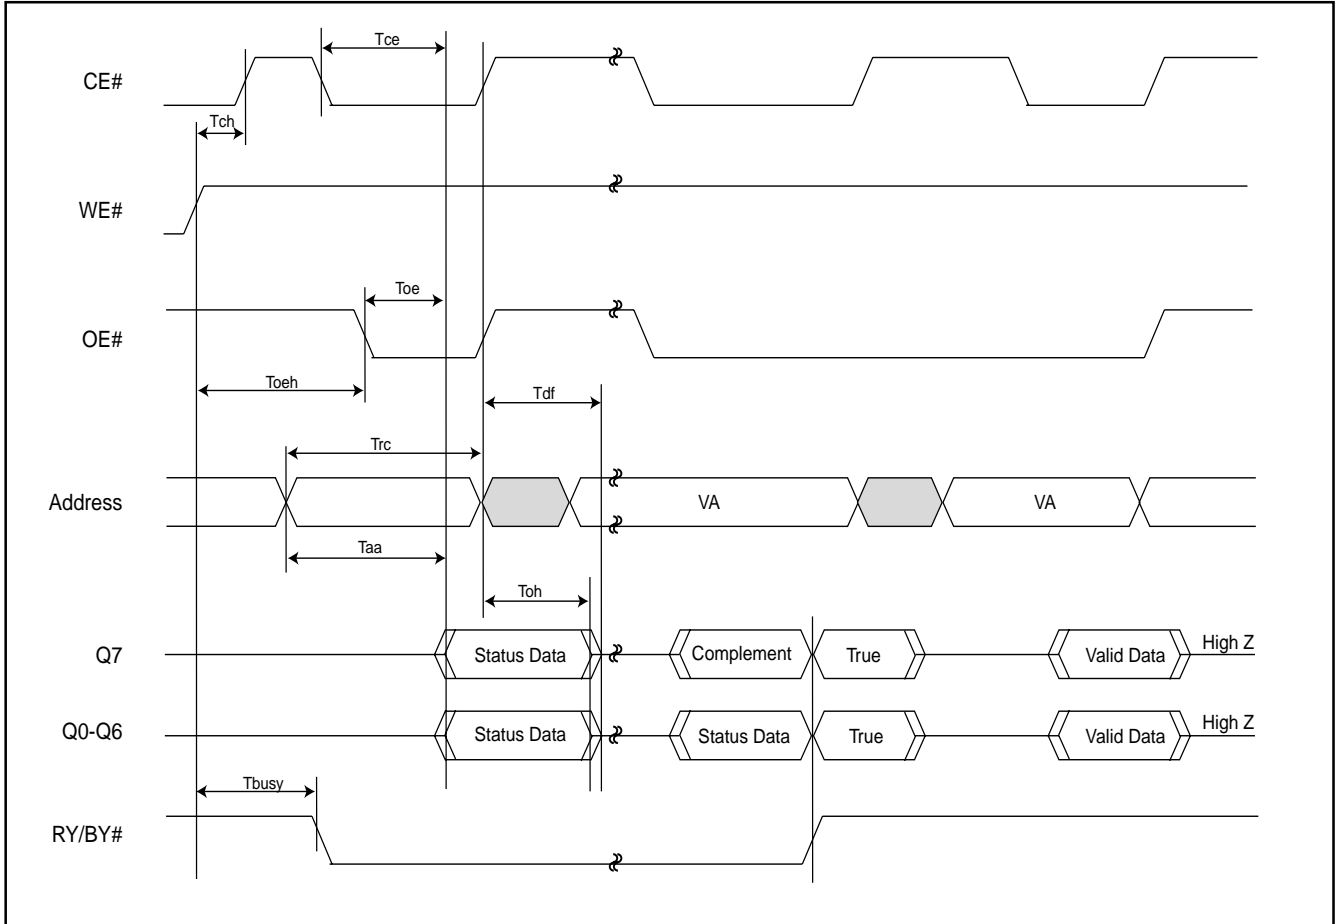 Tce
CE#
Tch
WE#
Toe
OE#
Toeh
Tdf
Trc
Address
VA
VA
Taa
Toh
Q7
Status Data
Complement
True
Valid Data
High Z
Q0-Q6
Status Data
Status Data
True
Valid Data
High Z
Tbusy
RY/BY#